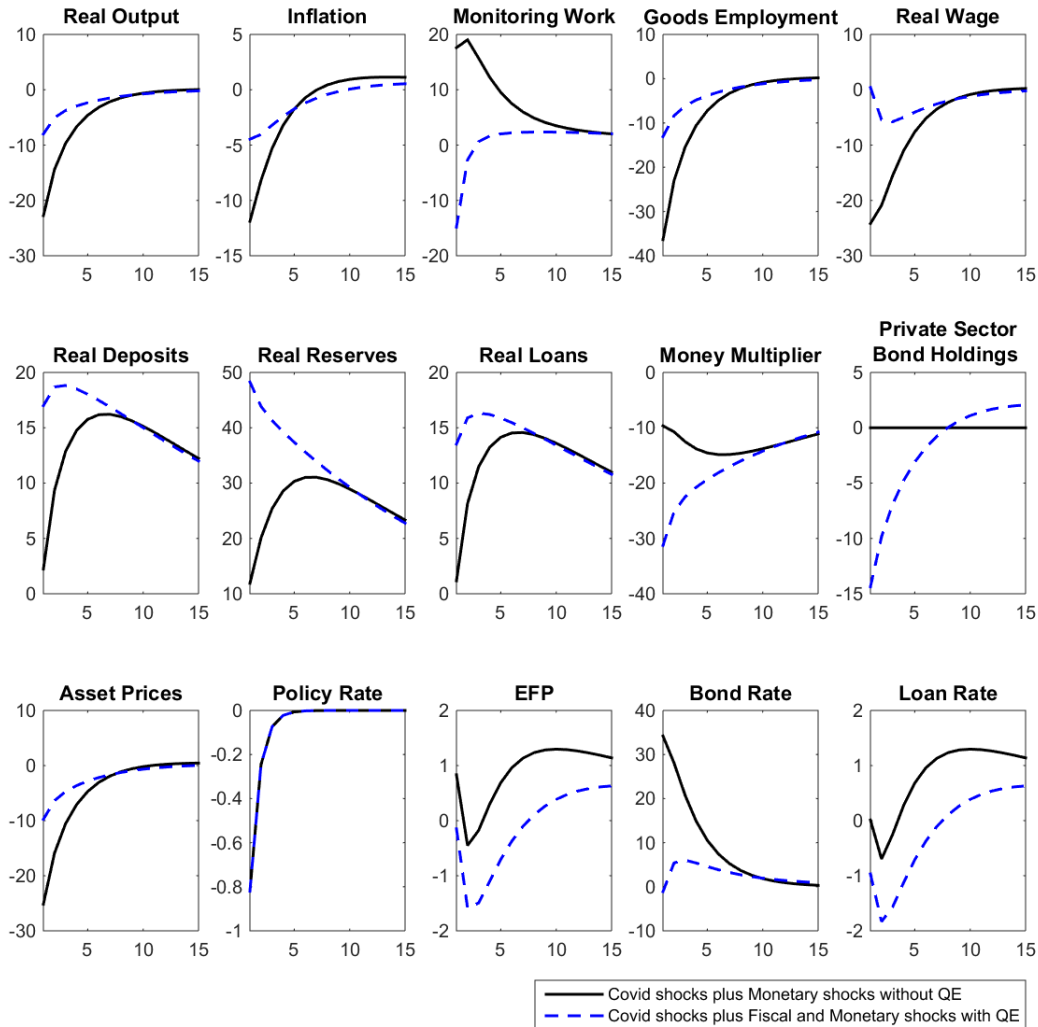 Real Output
10
0
-10
-20
-30
5 10 15
Inflation
5
0
-5
-10
-15
5 10 15
Monitoring Work
20
10
0
-10
-20
5 10 15
Goods Employment
10
0
-10
-20
-30
-40
5 10 15
Real Wage
10
0
-10
-20
-30
5 10 15
Real Deposits
20
15
10
5
0
5 10 15
Real Reserves
50
40
30
20
10
5 10 15
Real Loans
20
15
10
5
0
5 10 15
Money Multiplier
0
-10
-20
-30
-40
5 10 15
Private Sector
Bond Holdings
5
0
-5
-10
-15
5 10 15
Asset Prices
10
0
-10
-20
-30
5 10 15
Policy Rate
0
-0.2
-0.4
-0.6
-0.8
-1
5 10 15
EFP
2
1
0
-1
-2
5 10 15
Bond Rate
40
30
20
10
0
-10
5 10 15
Loan Rate
2
1
0
-1
-2
5 10 15
Covid shocks plus Monetary shocks without QE
Covid shocks plus Fiscal and Monetary shocks with QE